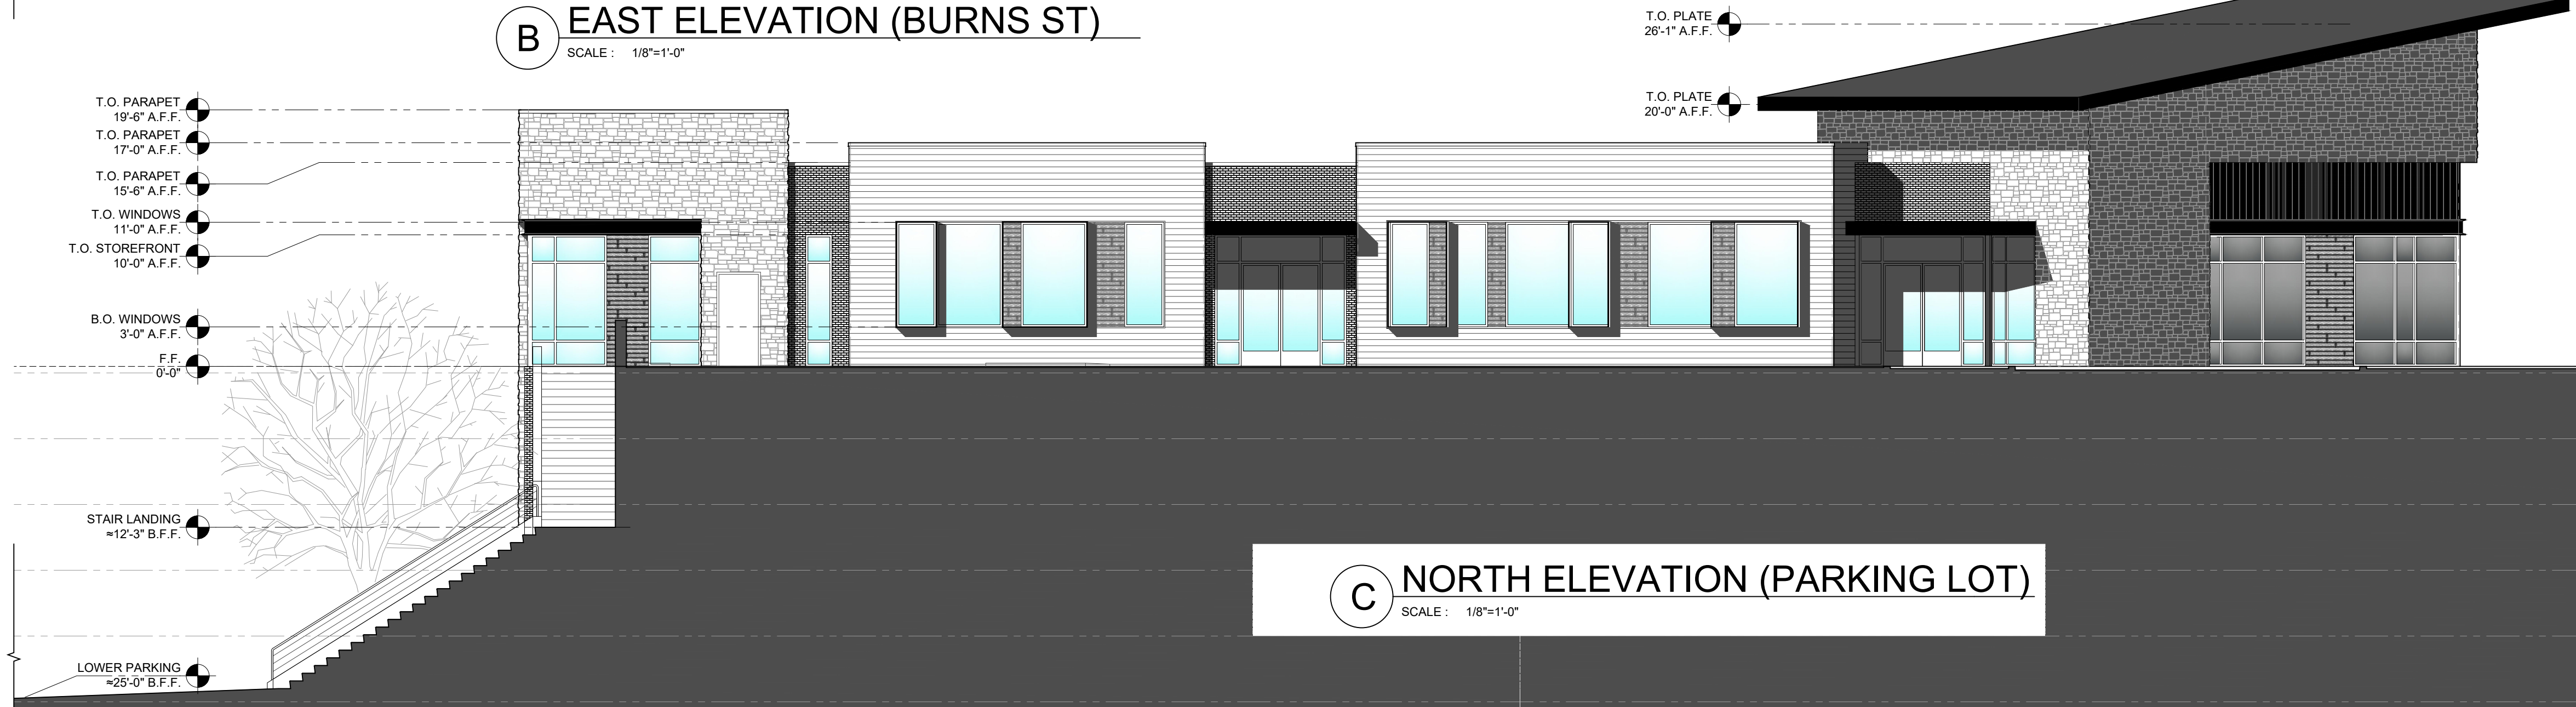 B
EAST ELEVATION (BURNS ST)
SCALE : 1/8"=1'-0"
T.O. PLATE
26'-1" A.F.F.
T.O. PLATE
20'-0" A.F.F.
T.O. PARAPET
19'-6" A.F.F.
T.O. PARAPET
17'-0" A.F.F.
T.O. PARAPET
15'-6" A.F.F.
T.O. WINDOWS
11'-0" A.F.F.
T.O. STOREFRONT
10'-0" A.F.F.
B.O. WINDOWS
3'-0" A.F.F.
F.F.
0'-0"
STAIR LANDING
≈12'-3" B.F.F.
LOWER PARKING
≈25'-0" B.F.F.
C
NORTH ELEVATION (PARKING LOT)
SCALE : 1/8"=1'-0"